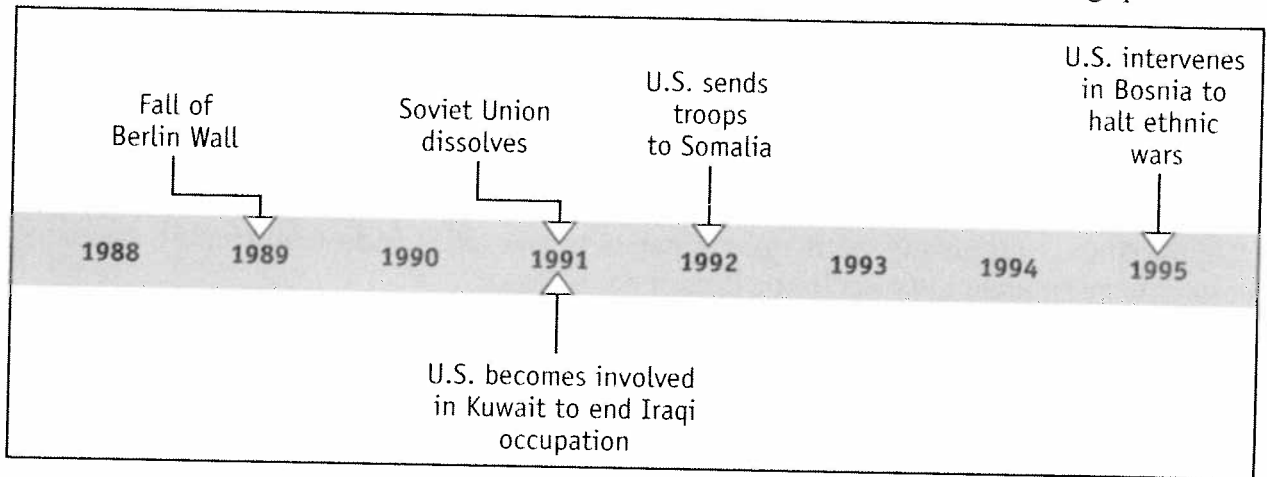 Fall of
Berlin Wall
Soviet Union
dissolves
U.S. sends
troops
to Somalia
U.S. intervenes
in Bosnia to
halt ethnic
wars
1988 1989 1990 1991 1992 1993 1994 1995
U.S. becomes involved
in Kuwait to end Iraqi
occupation